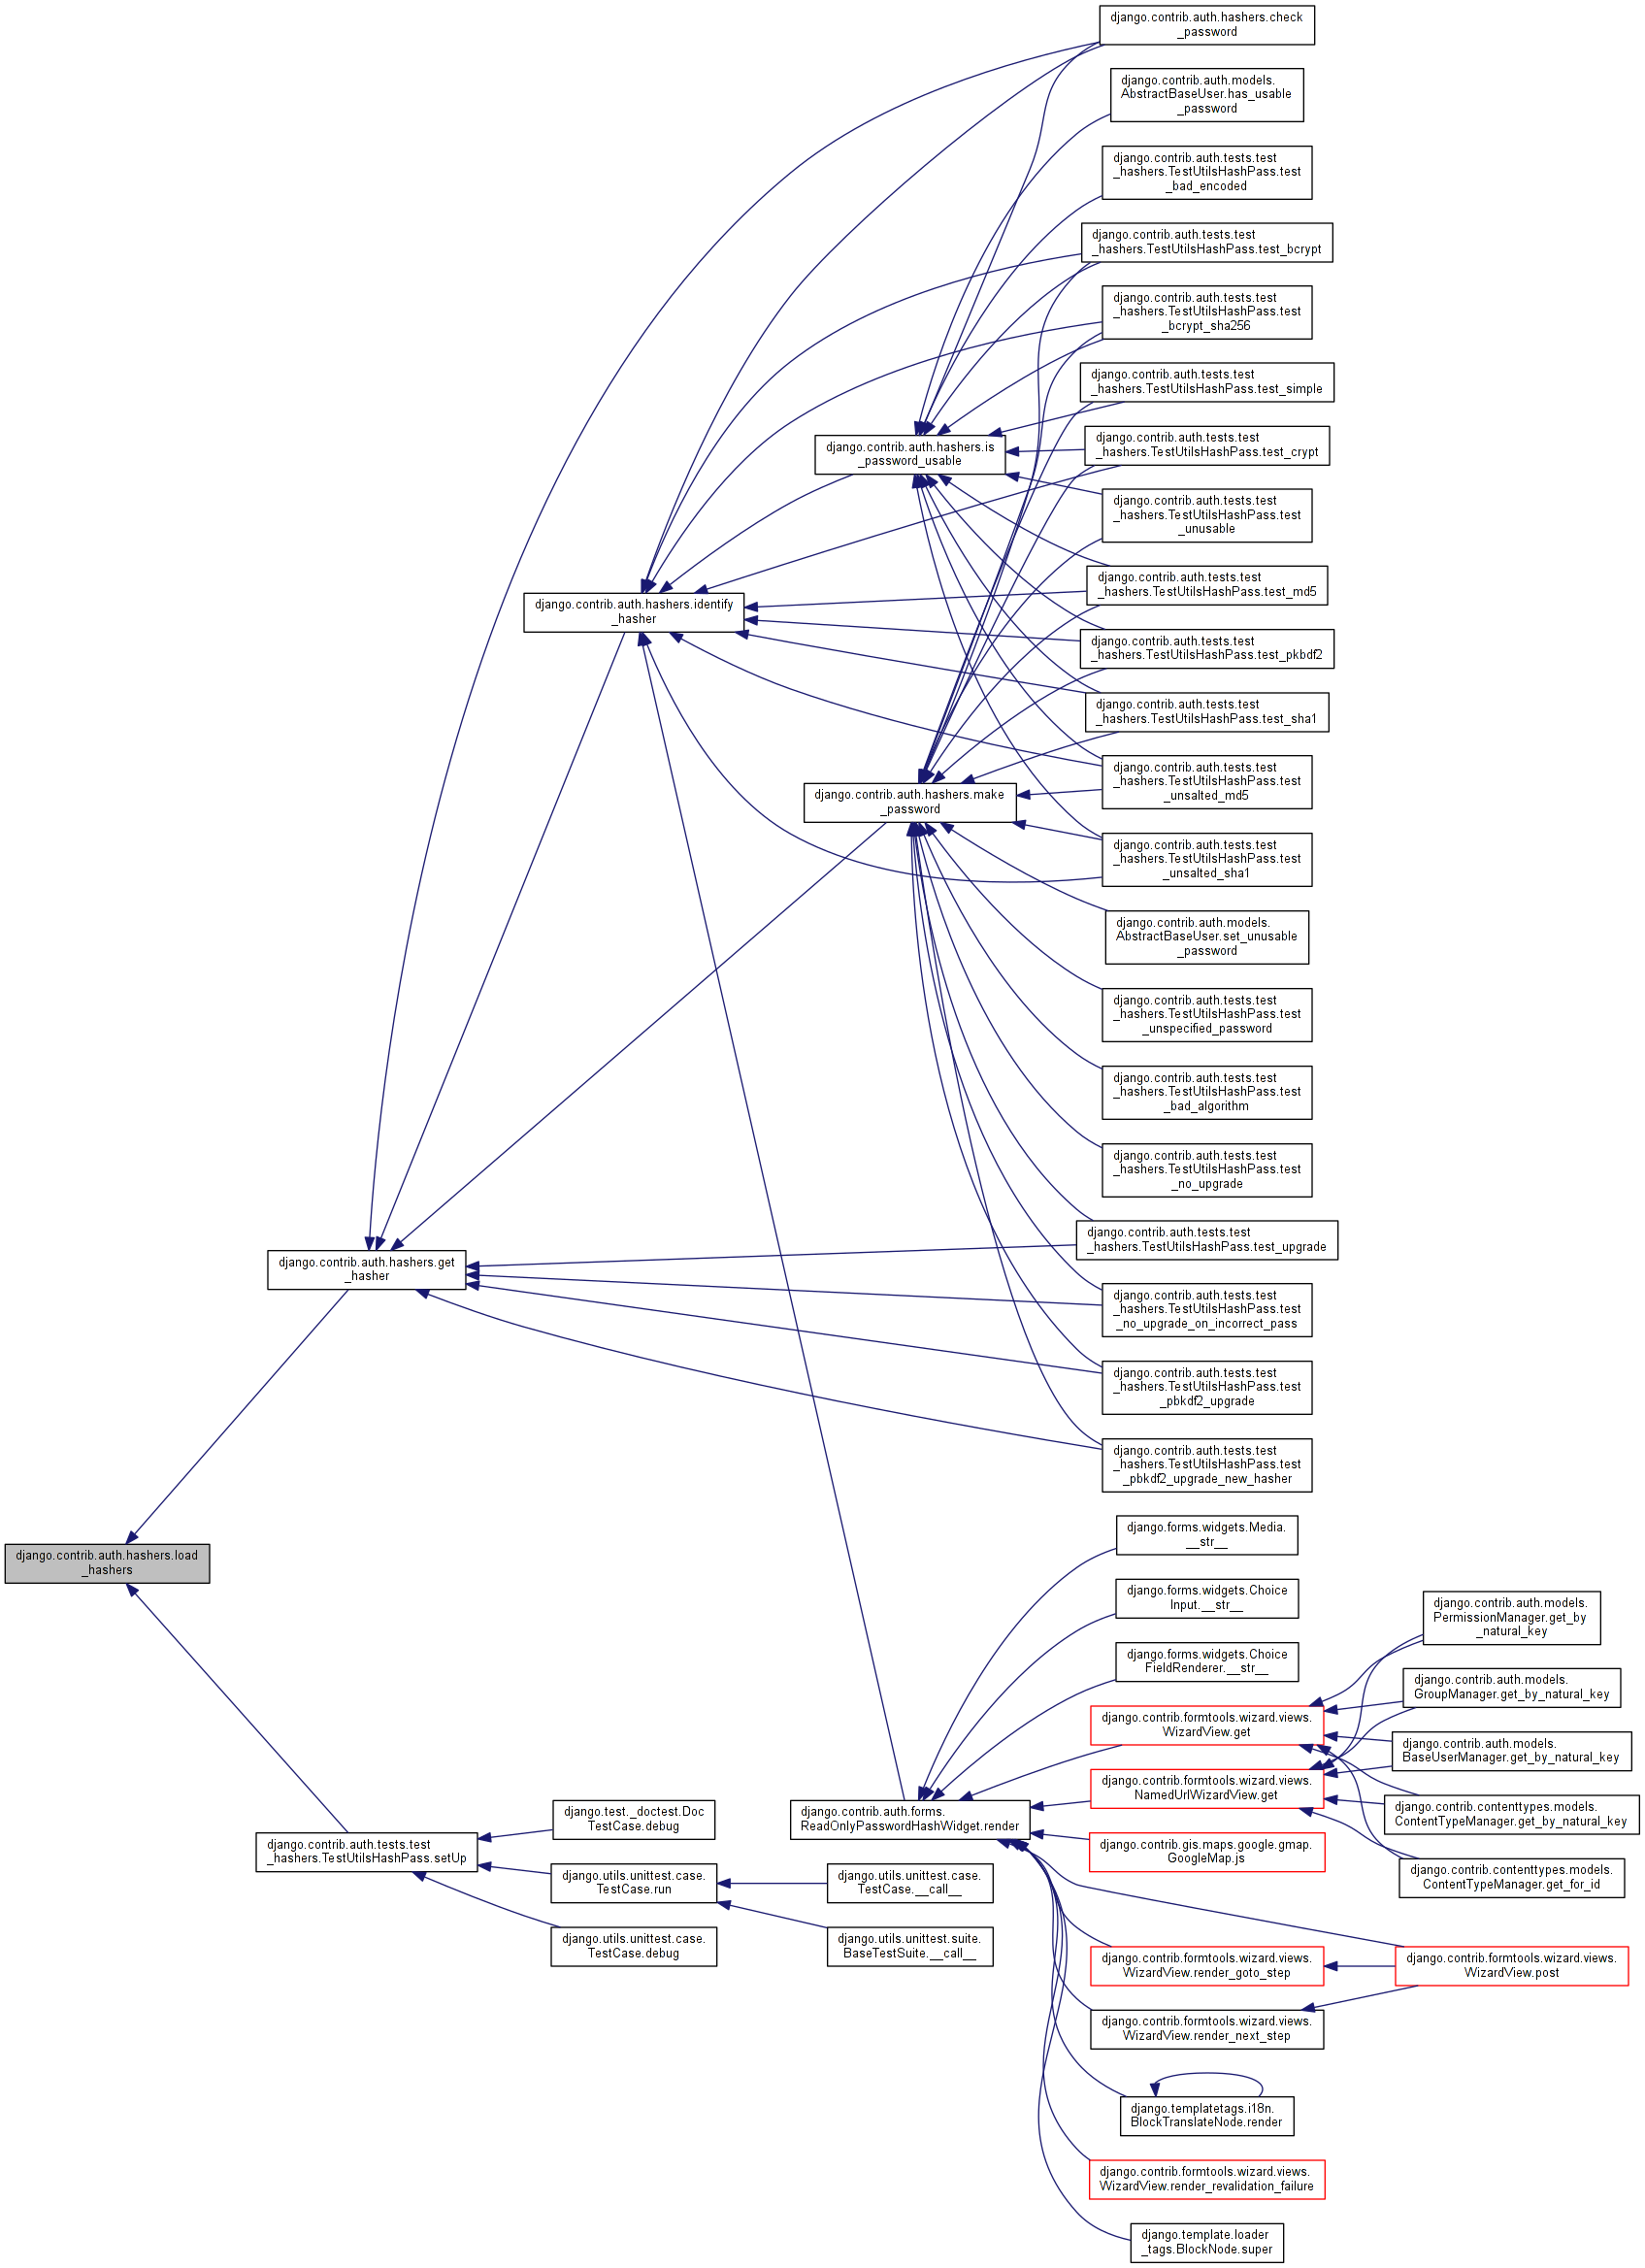 django.contrib.auth.hashers.check
_password
django.contrib.auth.models.
AbstractBaseUser.has_usable
_password
django.contrib.auth.tests.test
_hashers.TestUtilsHashPass.test
_bad_encoded
django.contrib.auth.tests.test
_hashers.TestUtilsHashPass.test_bcrypt
django.contrib.auth.tests.test
_hashers.TestUtilsHashPass.test
_bcrypt_sha256
django.contrib.auth.tests.test
_hashers.TestUtilsHashPass.test_simple
django.contrib.auth.hashers.is
_password_usable
django.contrib.auth.tests.test
_hashers.TestUtilsHashPass.test_crypt
django.contrib.auth.tests.test
_hashers.TestUtilsHashPass.test
_unusable
django.contrib.auth.tests.test
_hashers.TestUtilsHashPass.test_md5
django.contrib.auth.hashers.identify
_hasher
django.contrib.auth.tests.test
_hashers.TestUtilsHashPass.test_pkbdf2
django.contrib.auth.tests.test
_hashers.TestUtilsHashPass.test_sha1
django.contrib.auth.tests.test
_hashers.TestUtilsHashPass.test
_unsalted_md5
django.contrib.auth.hashers.make
_password
django.contrib.auth.tests.test
_hashers.TestUtilsHashPass.test
_unsalted_sha1
django.contrib.auth.models.
AbstractBaseUser.set_unusable
_password
django.contrib.auth.tests.test
_hashers.TestUtilsHashPass.test
_unspecified_password
django.contrib.auth.tests.test
_hashers.TestUtilsHashPass.test
_bad_algorithm
django.contrib.auth.tests.test
_hashers.TestUtilsHashPass.test
_no_upgrade
django.contrib.auth.tests.test
_hashers.TestUtilsHashPass.test_upgrade
django.contrib.auth.hashers.get
_hasher
django.contrib.auth.tests.test
_hashers.TestUtilsHashPass.test
_no_upgrade_on_incorrect_pass
django.contrib.auth.tests.test
_hashers.TestUtilsHashPass.test
_pbkdf2_upgrade
django.contrib.auth.tests.test
_hashers.TestUtilsHashPass.test
_pbkdf2_upgrade_new_hasher
django.forms.widgets.Media.
__str__
django.contrib.auth.hashers.load
_hashers
django.forms.widgets.Choice
Input.__str__
django.contrib.auth.models.
PermissionManager.get_by
_natural_key
django.forms.widgets.Choice
FieldRenderer.__str__
django.contrib.auth.models.
GroupManager.get_by_natural_key
django.contrib.formtools.wizard.views.
WizardView.get
django.contrib.auth.models.
BaseUserManager.get_by_natural_key
django.contrib.formtools.wizard.views.
NamedUrlWizardView.get
django.contrib.contenttypes.models.
ContentTypeManager.get_by_natural_key
django.test._doctest.Doc
TestCase.debug
django.contrib.auth.forms.
ReadOnlyPasswordHashWidget.render
django.contrib.auth.tests.test
_hashers.TestUtilsHashPass.setUp
django.contrib.gis.maps.google.gmap.
GoogleMap.js
django.contrib.contenttypes.models.
ContentTypeManager.get_for_id
django.utils.unittest.case.
TestCase.run
django.utils.unittest.case.
TestCase.__call__
django.utils.unittest.case.
TestCase.debug
django.utils.unittest.suite.
BaseTestSuite.__call__
django.contrib.formtools.wizard.views.
WizardView.render_goto_step
django.contrib.formtools.wizard.views.
WizardView.post
django.contrib.formtools.wizard.views.
WizardView.render_next_step
django.templatetags.i18n.
BlockTranslateNode.render
django.contrib.formtools.wizard.views.
WizardView.render_revalidation_failure
django.template.loader
_tags.BlockNode.super